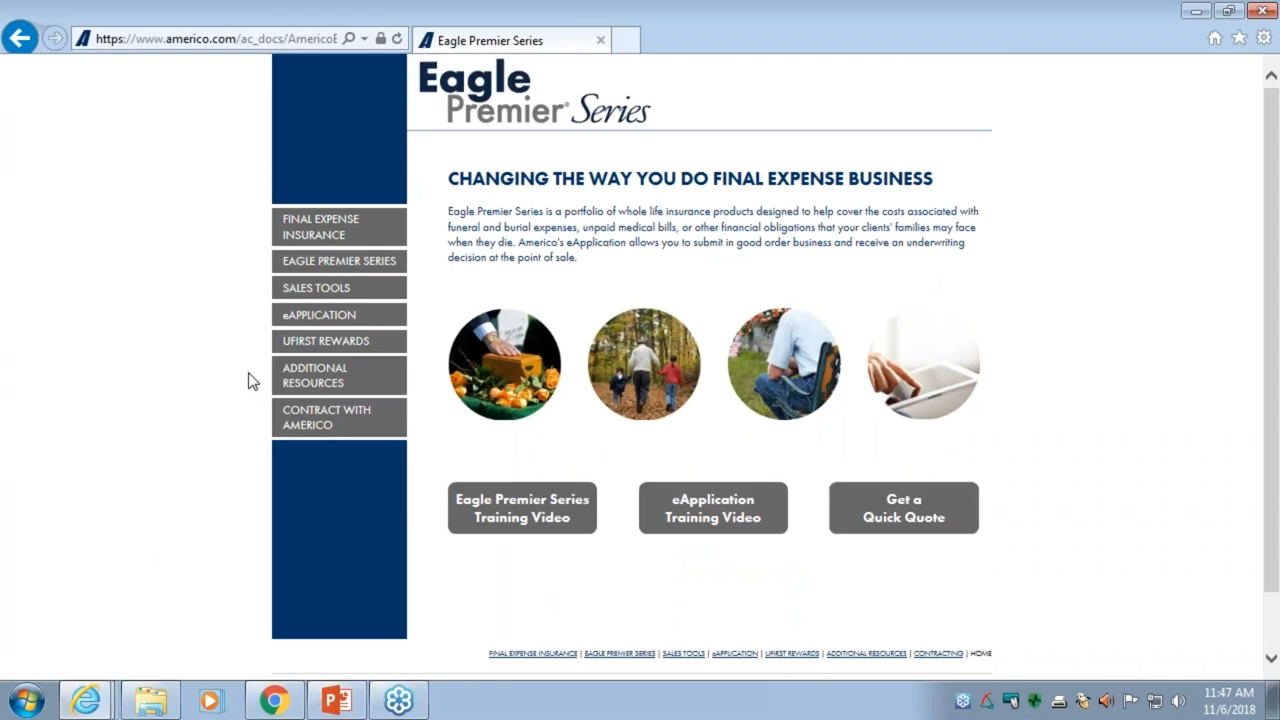 https://www.americo.com/ac_docs/AmericoE
Eagle Premier Series
Eagle
Premier® Series
CHANGING THE WAY YOU DO FINAL EXPENSE BUSINESS
Eagle Premier Series is a portfolio of whole life insurance products designed to help cover the costs associated with
funeral and burial expenses, unpaid medical bills, or other financial obligations that your clients' families may face
when they die. Americo's eApplication allows you to submit in good order business and receive an underwriting
decision at the point of sale.
FINAL EXPENSE
INSURANCE
EAGLE PREMIER SERIES
SALES TOOLS
eAPPLICATION
UFIRST REWARDS
ADDITIONAL
RESOURCES
CONTRACT WITH
AMERICO
Eagle Premier Series
Training Video
eApplication
Training Video
Get a
Quick Quote
FINAL EXPENSE INSURANCE | EAGLE PREMIER SERIES | SALES TOOLS | eAPPLICATION | UFIRST REWARDS | ADDITIONAL RESOURCES | CONTRACTING | HOME
11:47 AM
11/6/2018